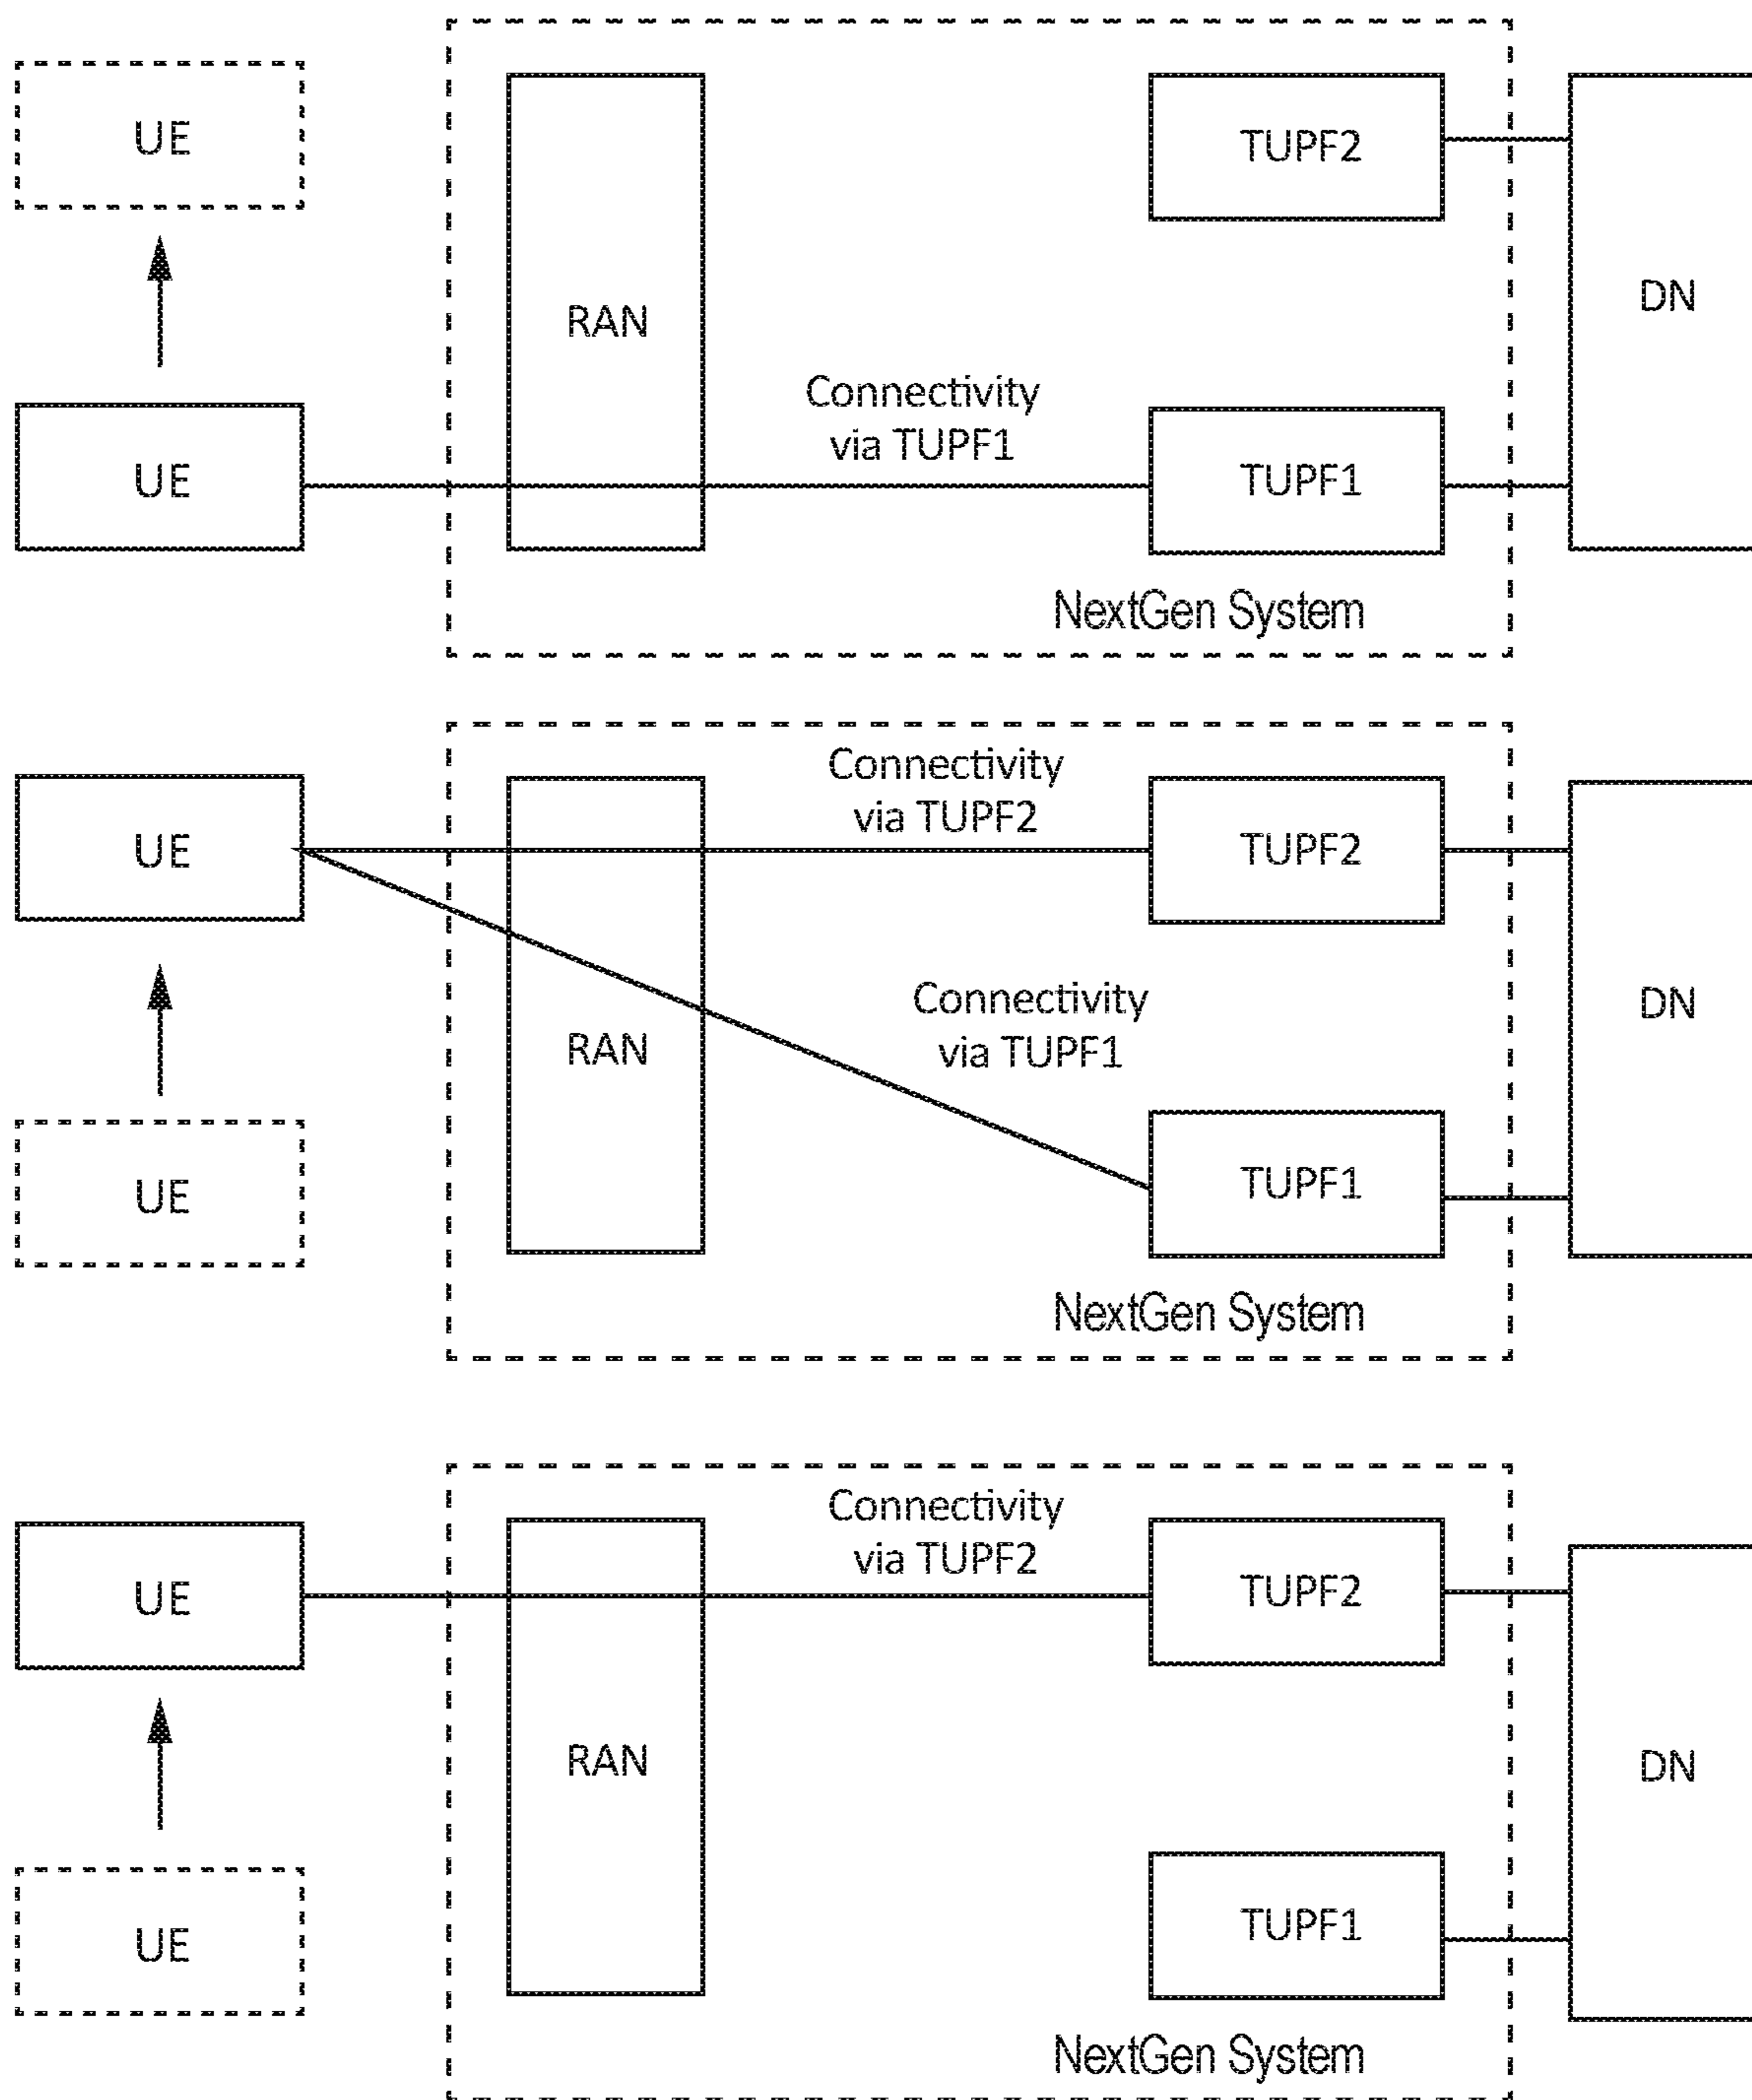 UE
TUPF2
RAN
DN
Connectivity
via TUPF1
UE
TUPF1
NextGen System
Connectivity
via TUPF2
UE
TUPF2
Connectivity
via TUPF1
RAN
DN
UE
TUPF1
NextGen System
Connectivity
via TUPF2
UE
TUPF2
RAN
DN
UE
TUPF1
NextGen System